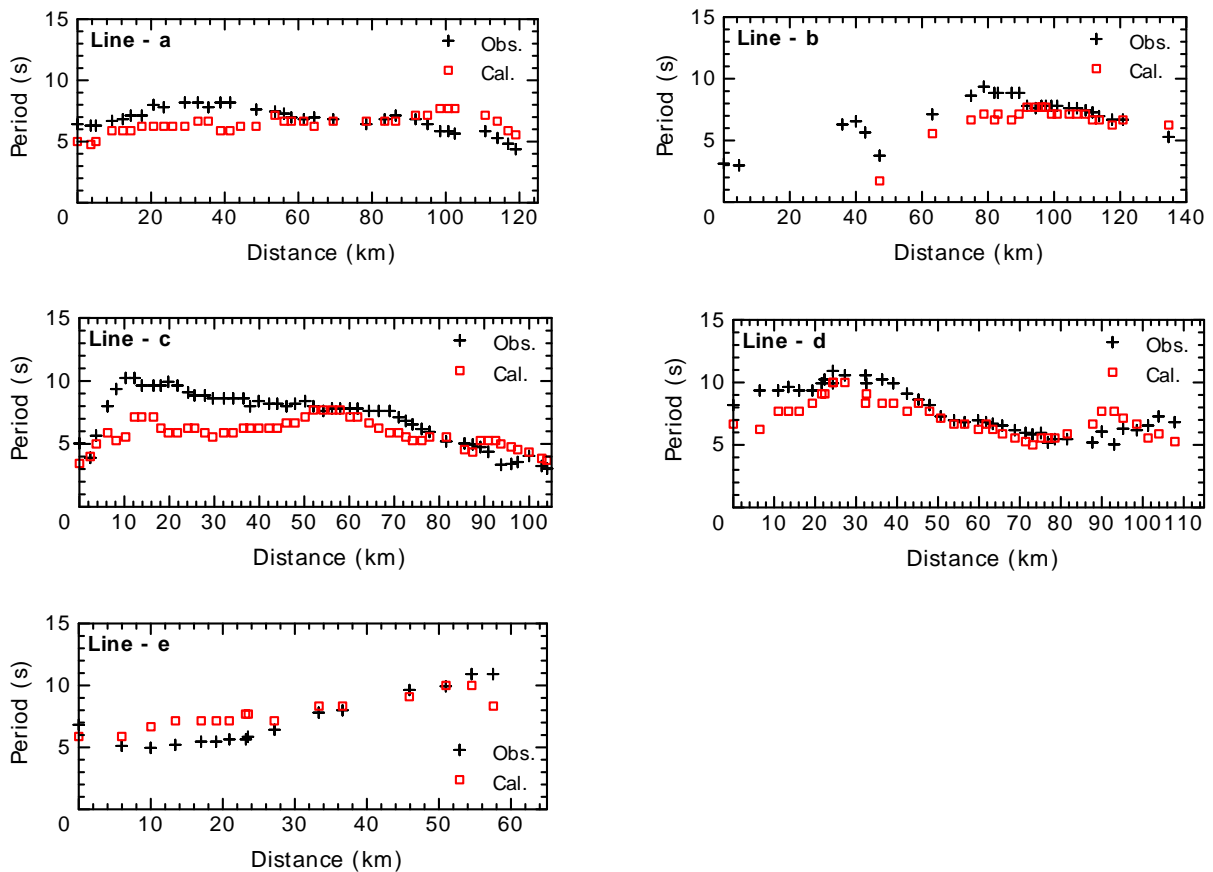 Line - a
Obs.
Cal.
15
10
5
0
Period (s)
0 20 40 60 80 100 120
Distance (km)
Line - b
Obs.
Cal.
15
10
5
0
Period (s)
0 20 40 60 80 100 120 140
Distance (km)
Line - c
Obs.
Cal.
15
10
5
0
Period (s)
10 20 30 40 50 60 70 80 90 100
Distance (km)
Line - d
Obs.
Cal.
15
10
5
0
Period (s)
10 20 30 40 50 60 70 80 90 100 110
Distance (km)
Line - e
Obs.
Cal.
15
10
5
0
Period (s)
10 20 30 40 50 60
Distance (km)